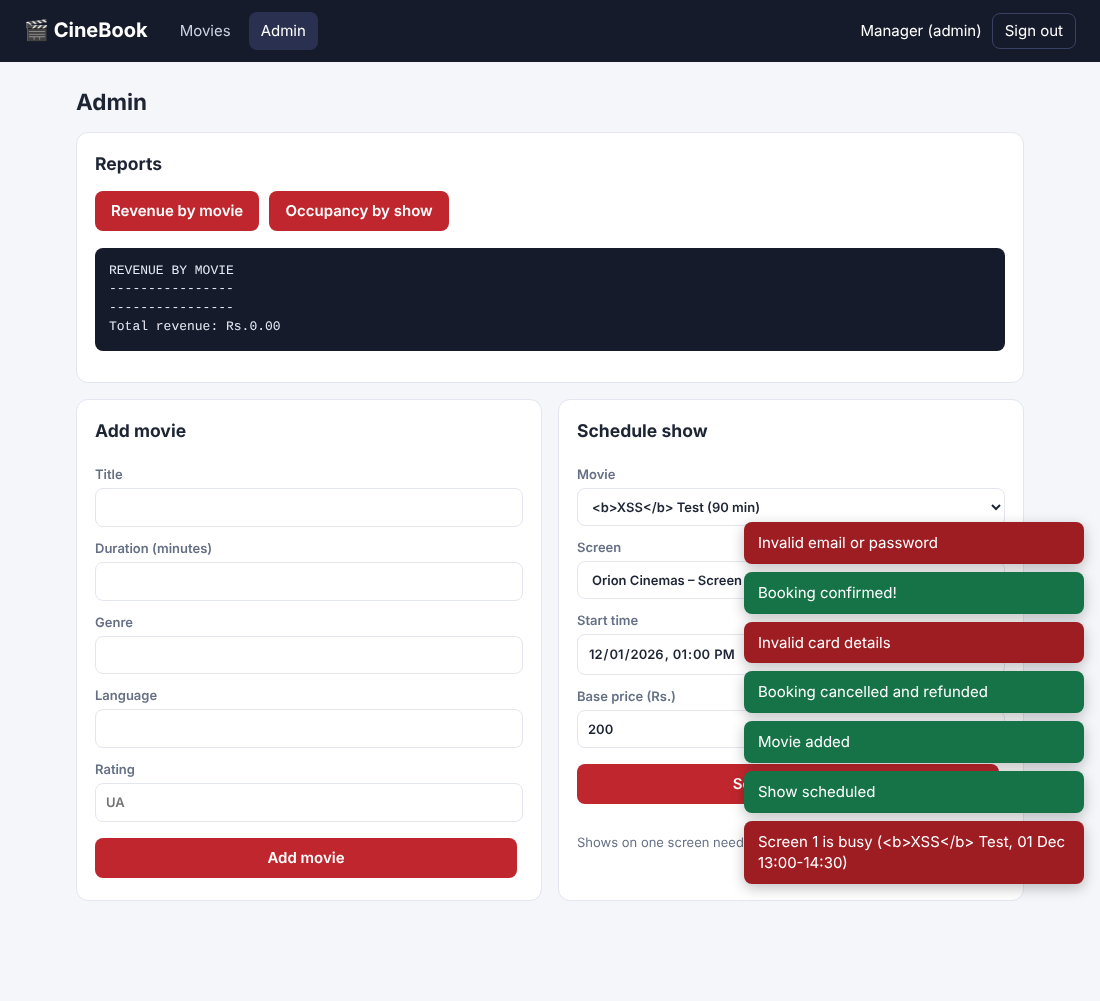 🎬 CineBook
Movies
Admin
Manager (admin)
Sign out
Admin
Reports
Revenue by movie
Occupancy by show
REVENUE BY MOVIE
----------------
----------------
Total revenue: Rs.0.00
Add movie
Title
Duration (minutes)
Genre
Language
Rating
UA
Add movie
Schedule show
Movie
<b>XSS</b> Test (90 min)
Screen
Orion Cinemas – Screen
Start time
12/01/2026, 01:00 PM
Base price (Rs.)
200
Shows on one screen need
Invalid email or password
Booking confirmed!
Invalid card details
Booking cancelled and refunded
Movie added
Show scheduled
Screen 1 is busy (<b>XSS</b> Test, 01 Dec
13:00-14:30)